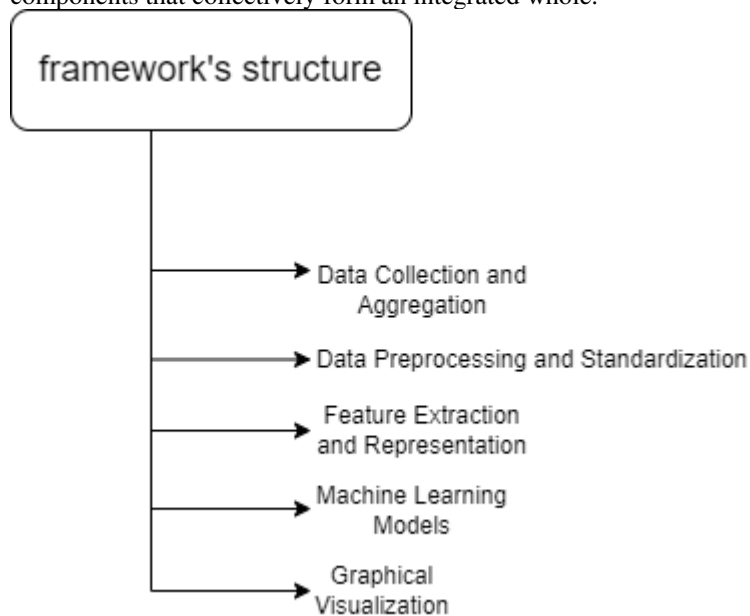 components that collectively form an integrated whole.
framework's structure
Data Collection and
Aggregation
Data Preprocessing and Standardization
Feature Extraction
and Representation
Machine Learning
Models
Graphical
Visualization